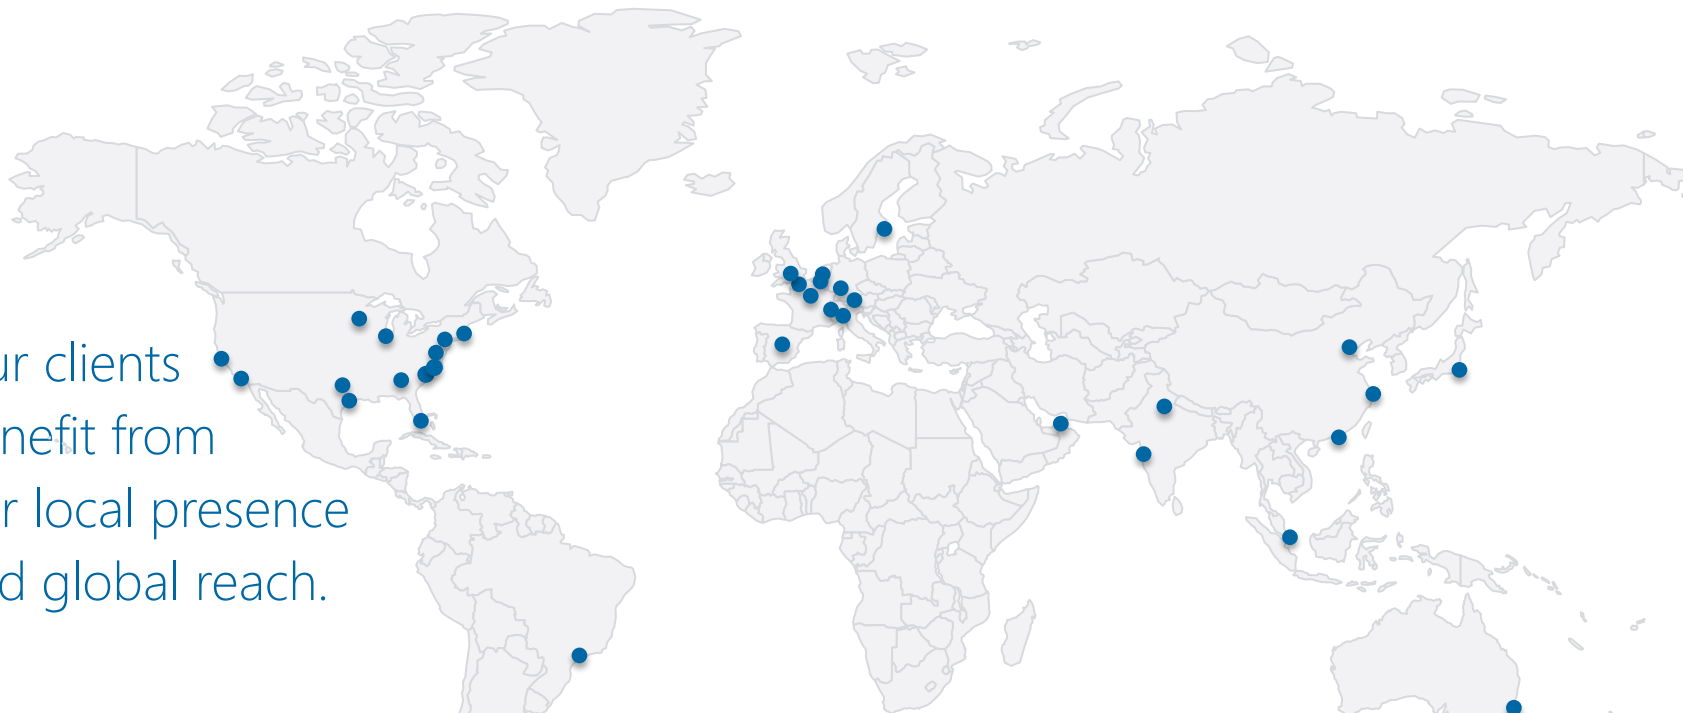 ur clients
nefit from
r local presence
d global reach.